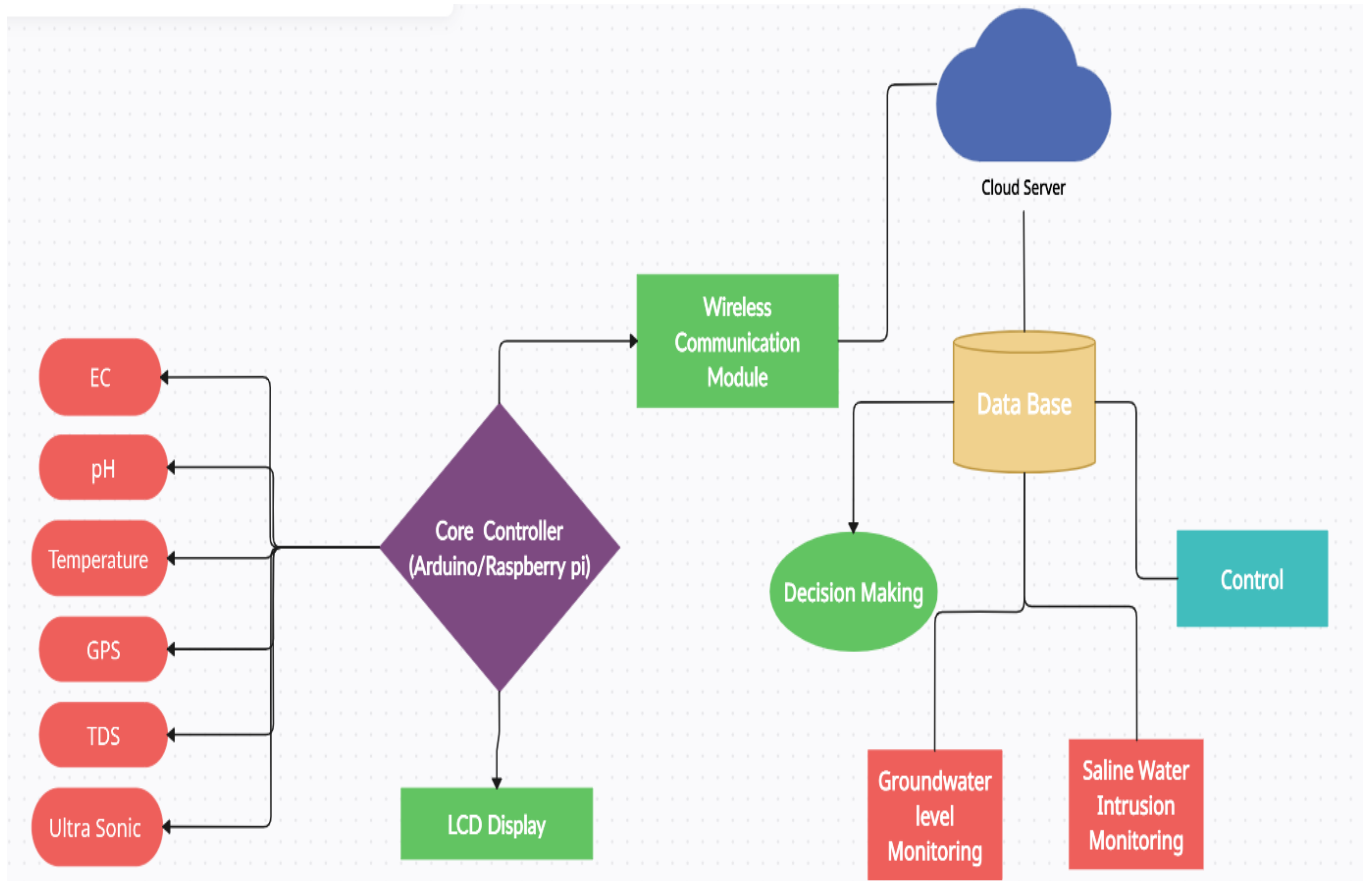 Cloud Server
Wireless
Communication
Module
EC
Data Base
pH
Core Controller
(Arduino/Raspberry pi)
Temperature
Decision Making
Control
GPS
TDS
Ultra Sonic
LCD Display
Groundwater
level
Monitoring
Saline Water
Intrusion
Monitoring